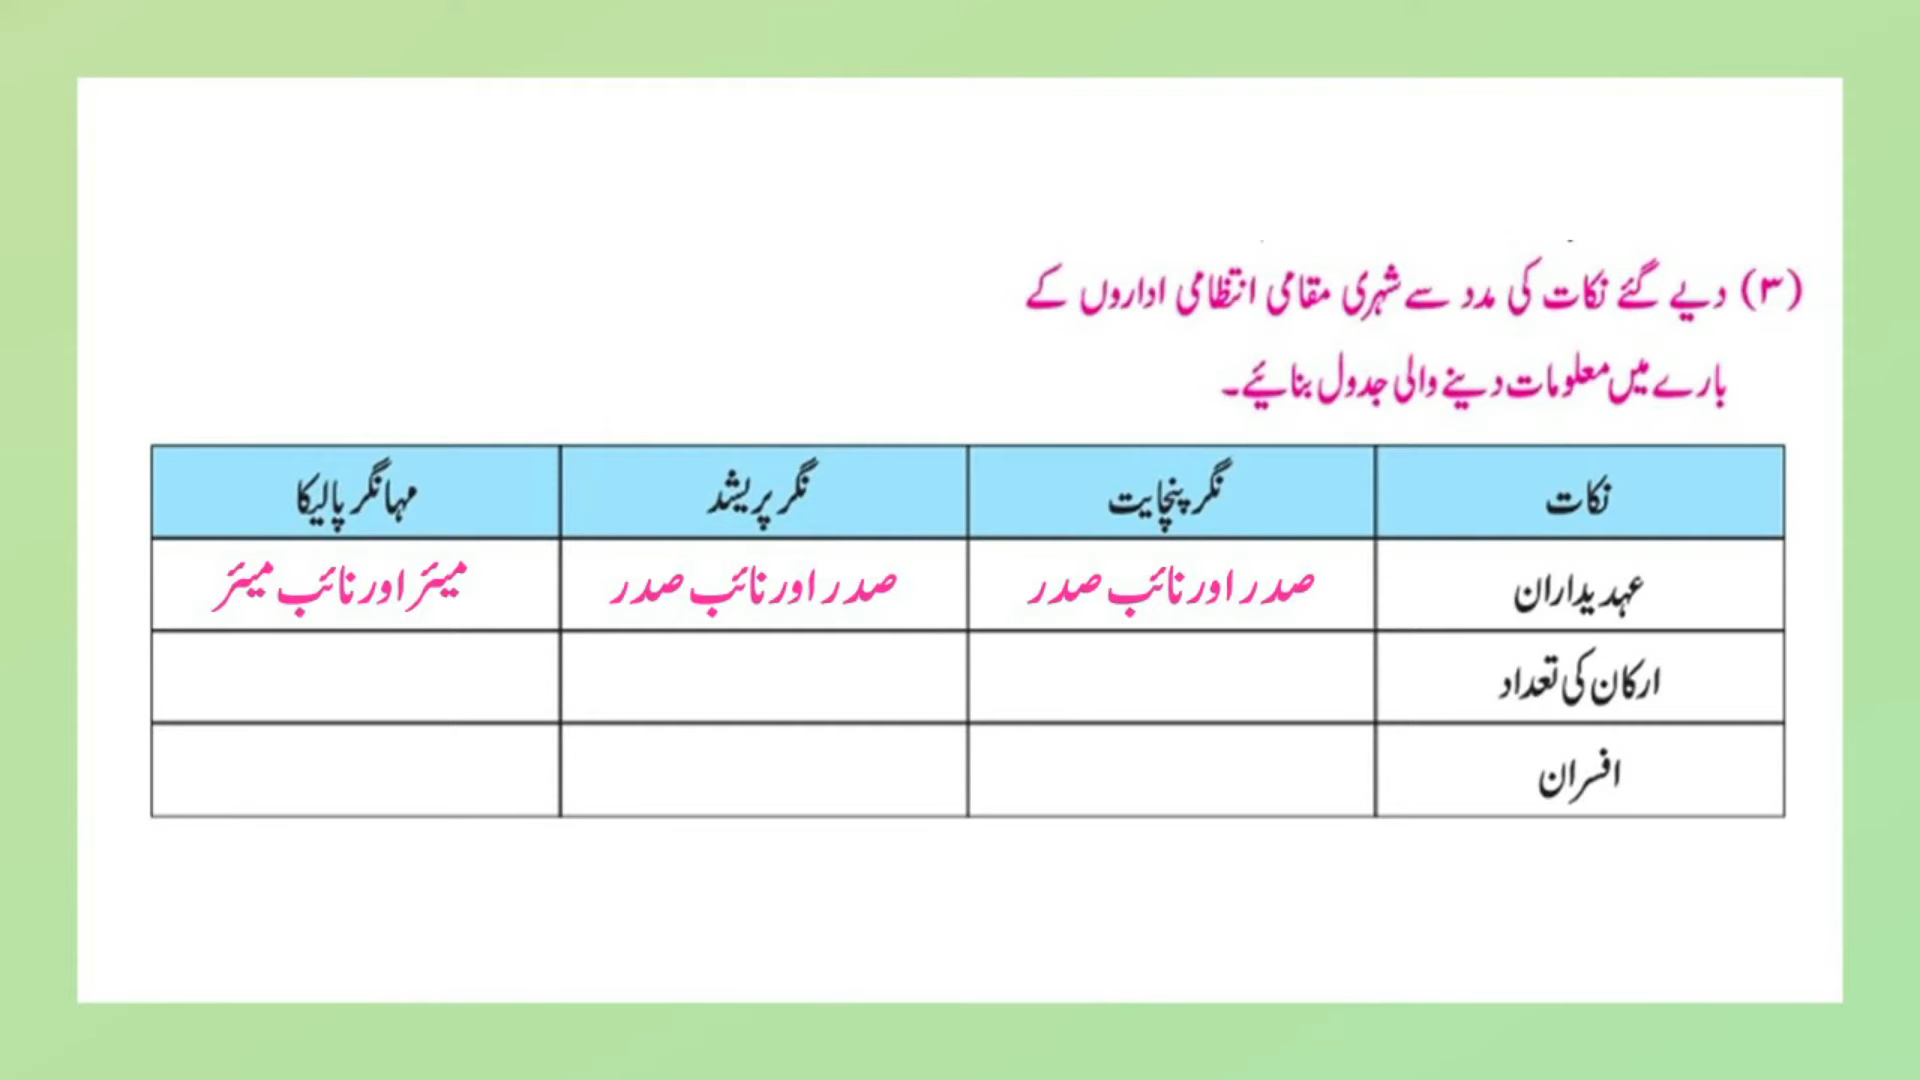 (۳) دیے گئے نکات کی مدد سے شہری مقامی انتظامی اداروں کے
بارے میں معلومات دینے والی جدول بنائیے۔
نکات نگر پنچایت نگر پریشد مہانگر پالیکا
عہدیداران صدر اور نائب صدر صدر اور نائب صدر میئر اور نائب میئر
ارکان کی تعداد
افسران